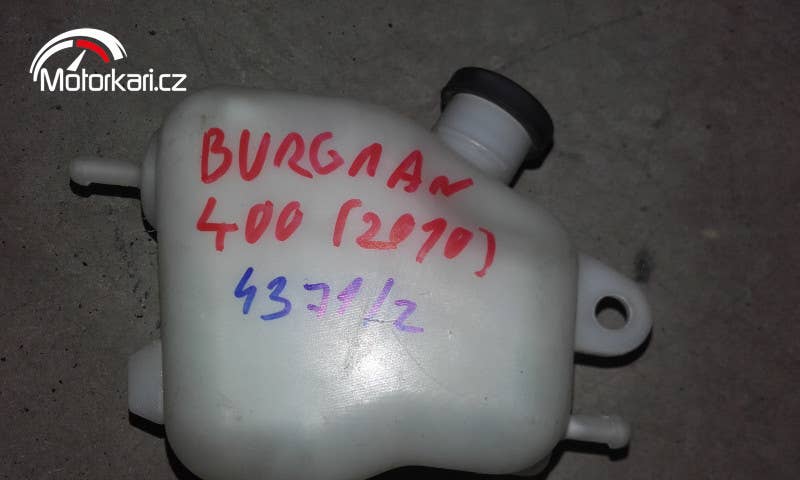 Motorkari.cz
BURGMAN
400 (2010)
4371/2